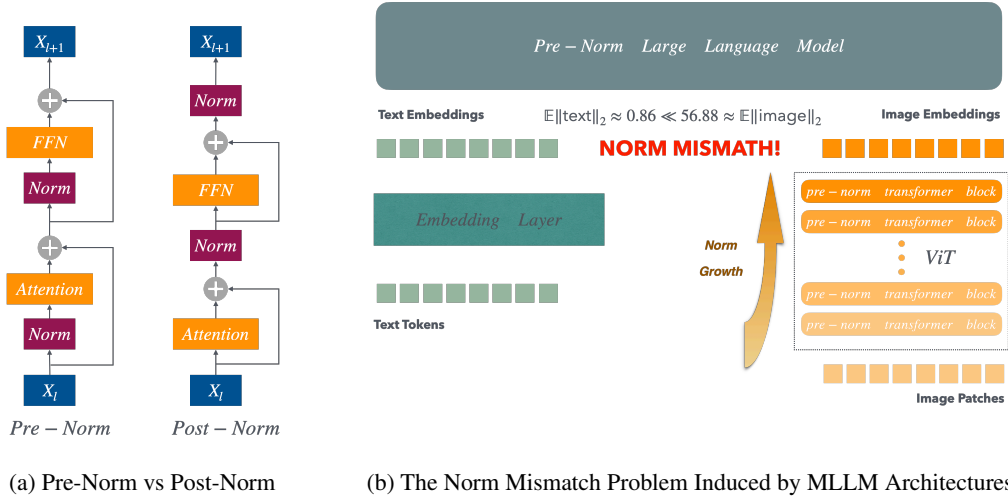 X_{l+1}
FFN
Norm
Attention
Norm
X_l
Pre − Norm
X_{l+1}
Norm
FFN
Norm
Attention
X_l
Post − Norm
(a) Pre-Norm vs Post-Norm
Pre − Norm Large Language Model
Text Embeddings
𝔼‖text‖₂ ≈ 0.86 ≪ 56.88 ≈ 𝔼‖image‖₂
Image Embeddings
NORM MISMATH!
Embedding Layer
Text Tokens
Norm
Growth
pre − norm transformer block
pre − norm transformer block
ViT
pre − norm transformer block
pre − norm transformer block
Image Patches
(b) The Norm Mismatch Problem Induced by MLLM Architectures